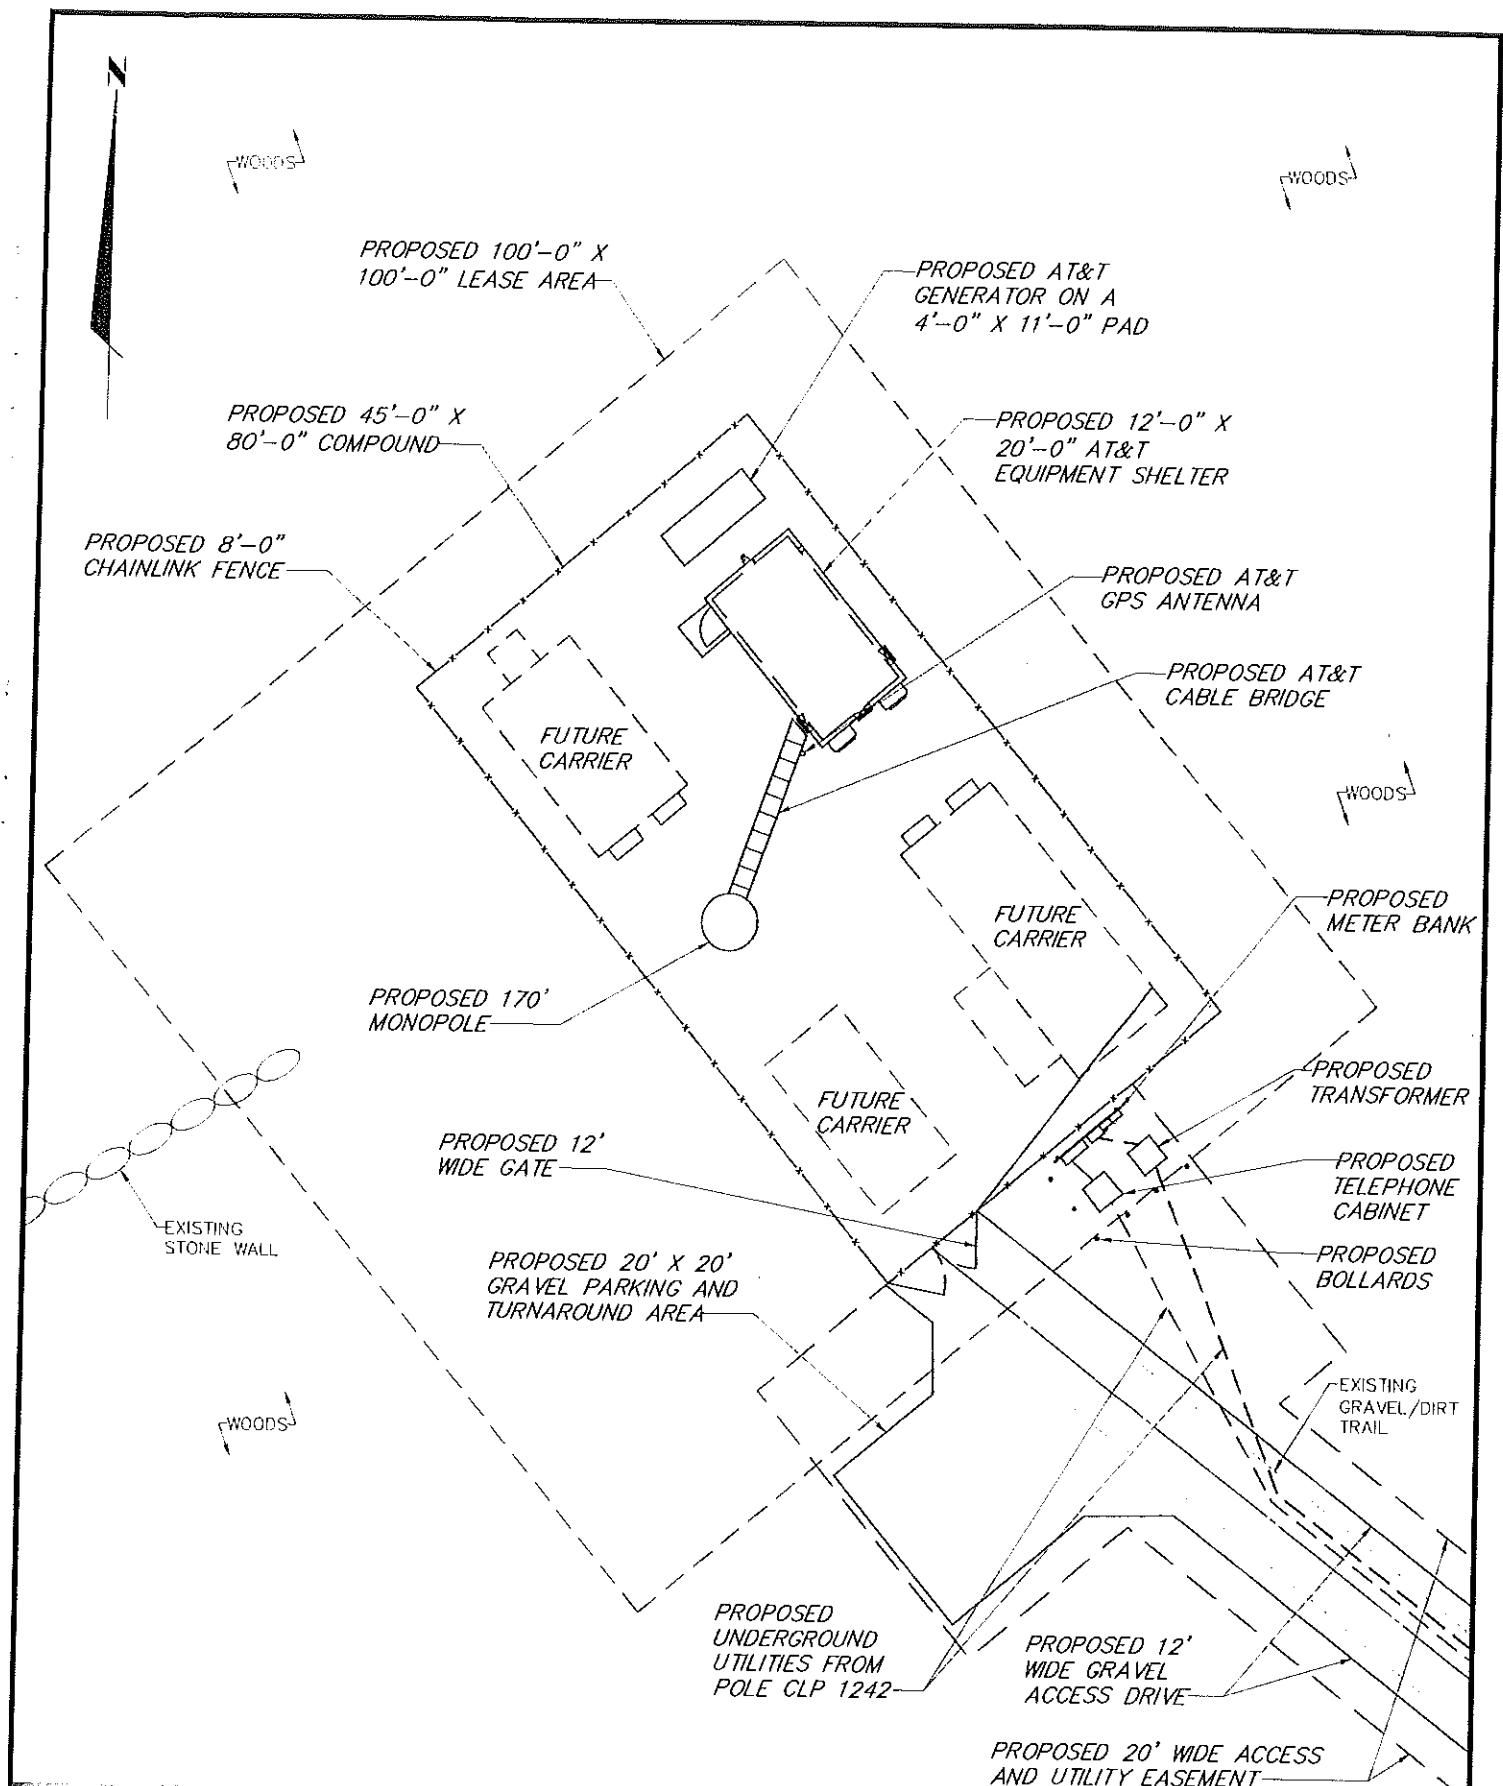 N
WOODS
WOODS
PROPOSED 100'-0" X
100'-0" LEASE AREA
PROPOSED AT&T
GENERATOR ON A
4'-0" X 11'-0" PAD
PROPOSED 45'-0" X
80'-0" COMPOUND
PROPOSED 12'-0" X
20'-0" AT&T
EQUIPMENT SHELTER
PROPOSED 8'-0"
CHAINLINK FENCE
PROPOSED AT&T
GPS ANTENNA
PROPOSED AT&T
CABLE BRIDGE
FUTURE
CARRIER
WOODS
FUTURE
CARRIER
PROPOSED
METER BANK
PROPOSED 170'
MONOPOLE
PROPOSED
TRANSFORMER
FUTURE
CARRIER
PROPOSED 12'
WIDE GATE
PROPOSED
TELEPHONE
CABINET
EXISTING
STONE WALL
PROPOSED 20' X 20'
GRAVEL PARKING AND
TURNAROUND AREA
PROPOSED
BOLLARDS
EXISTING
GRAVEL/DIRT
TRAIL
WOODS
PROPOSED
UNDERGROUND
UTILITIES FROM
POLE CLP 1242
PROPOSED 12'
WIDE GRAVEL
ACCESS DRIVE
PROPOSED 20' WIDE ACCESS
AND UTILITY EASEMENT